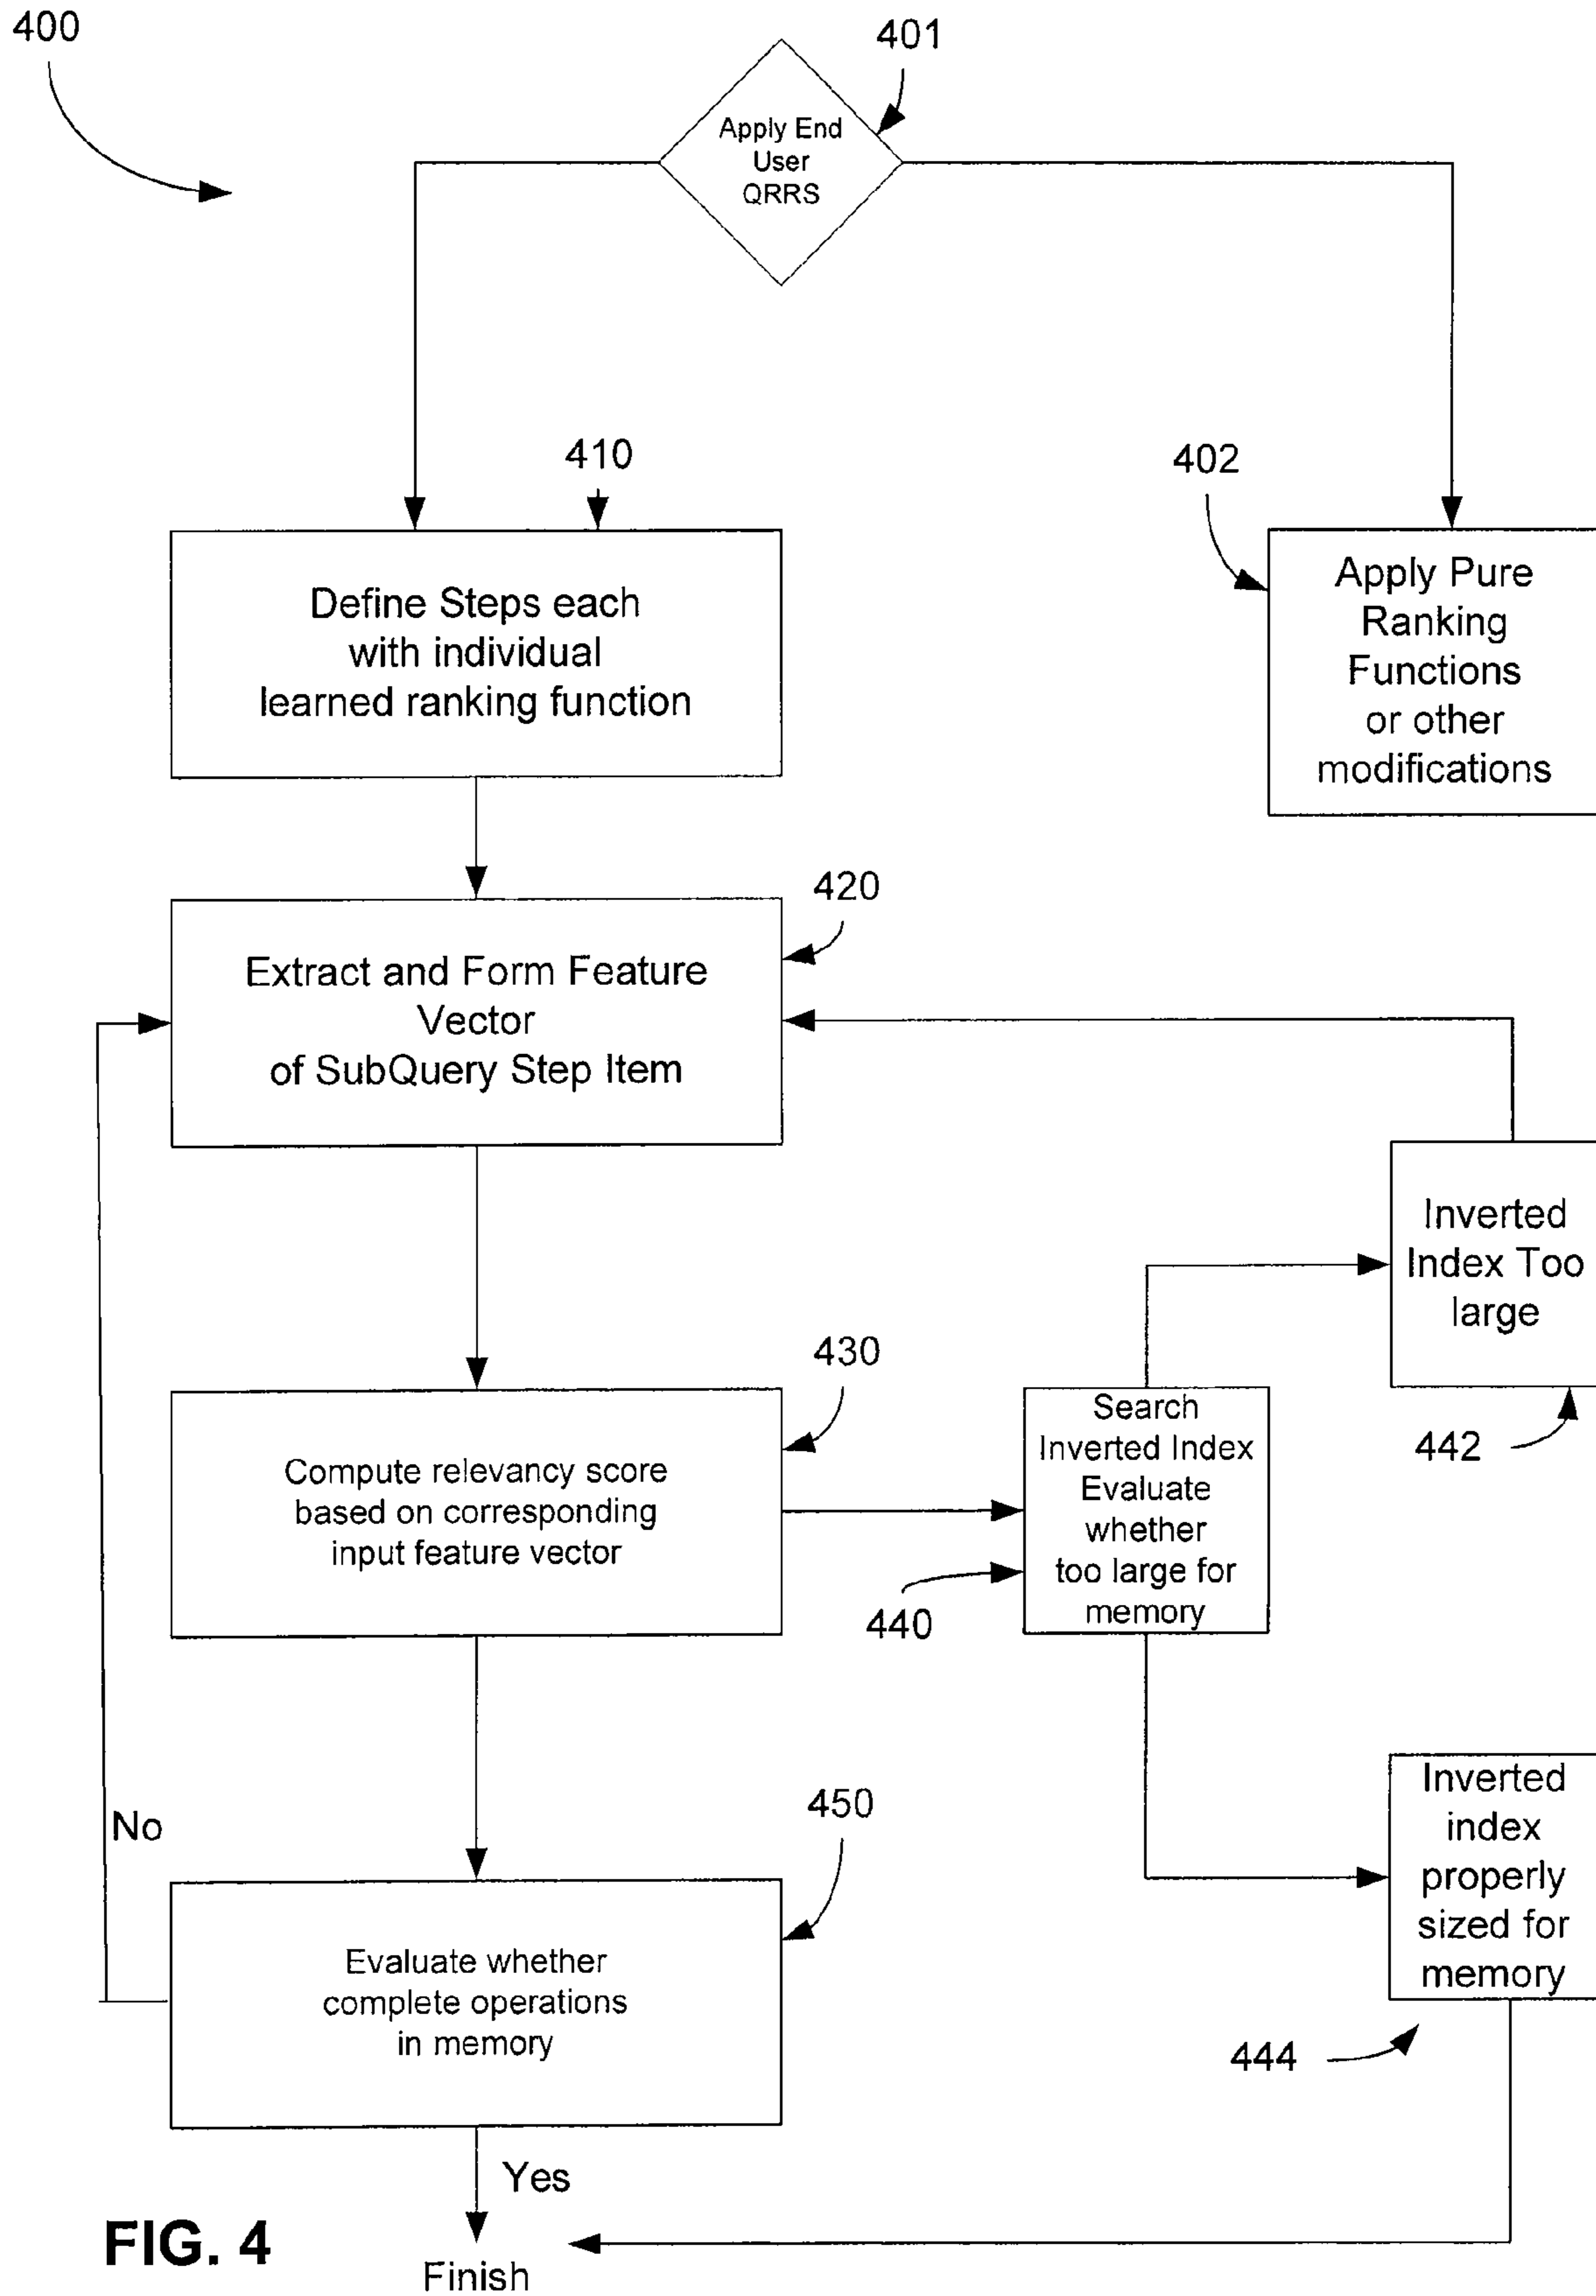 400
401
Apply End
User
QRRS
410
402
Define Steps each
with individual
learned ranking function
Apply Pure
Ranking
Functions
or other
modifications
420
Extract and Form Feature
Vector
of SubQuery Step Item
Inverted
Index Too
large
442
430
Compute relevancy score
based on corresponding
input feature vector
Search
Inverted Index
Evaluate
whether
too large for
memory
440
No
450
Evaluate whether
complete operations
in memory
Inverted
index
properly
sized for
memory
444
Yes
FIG. 4
Finish